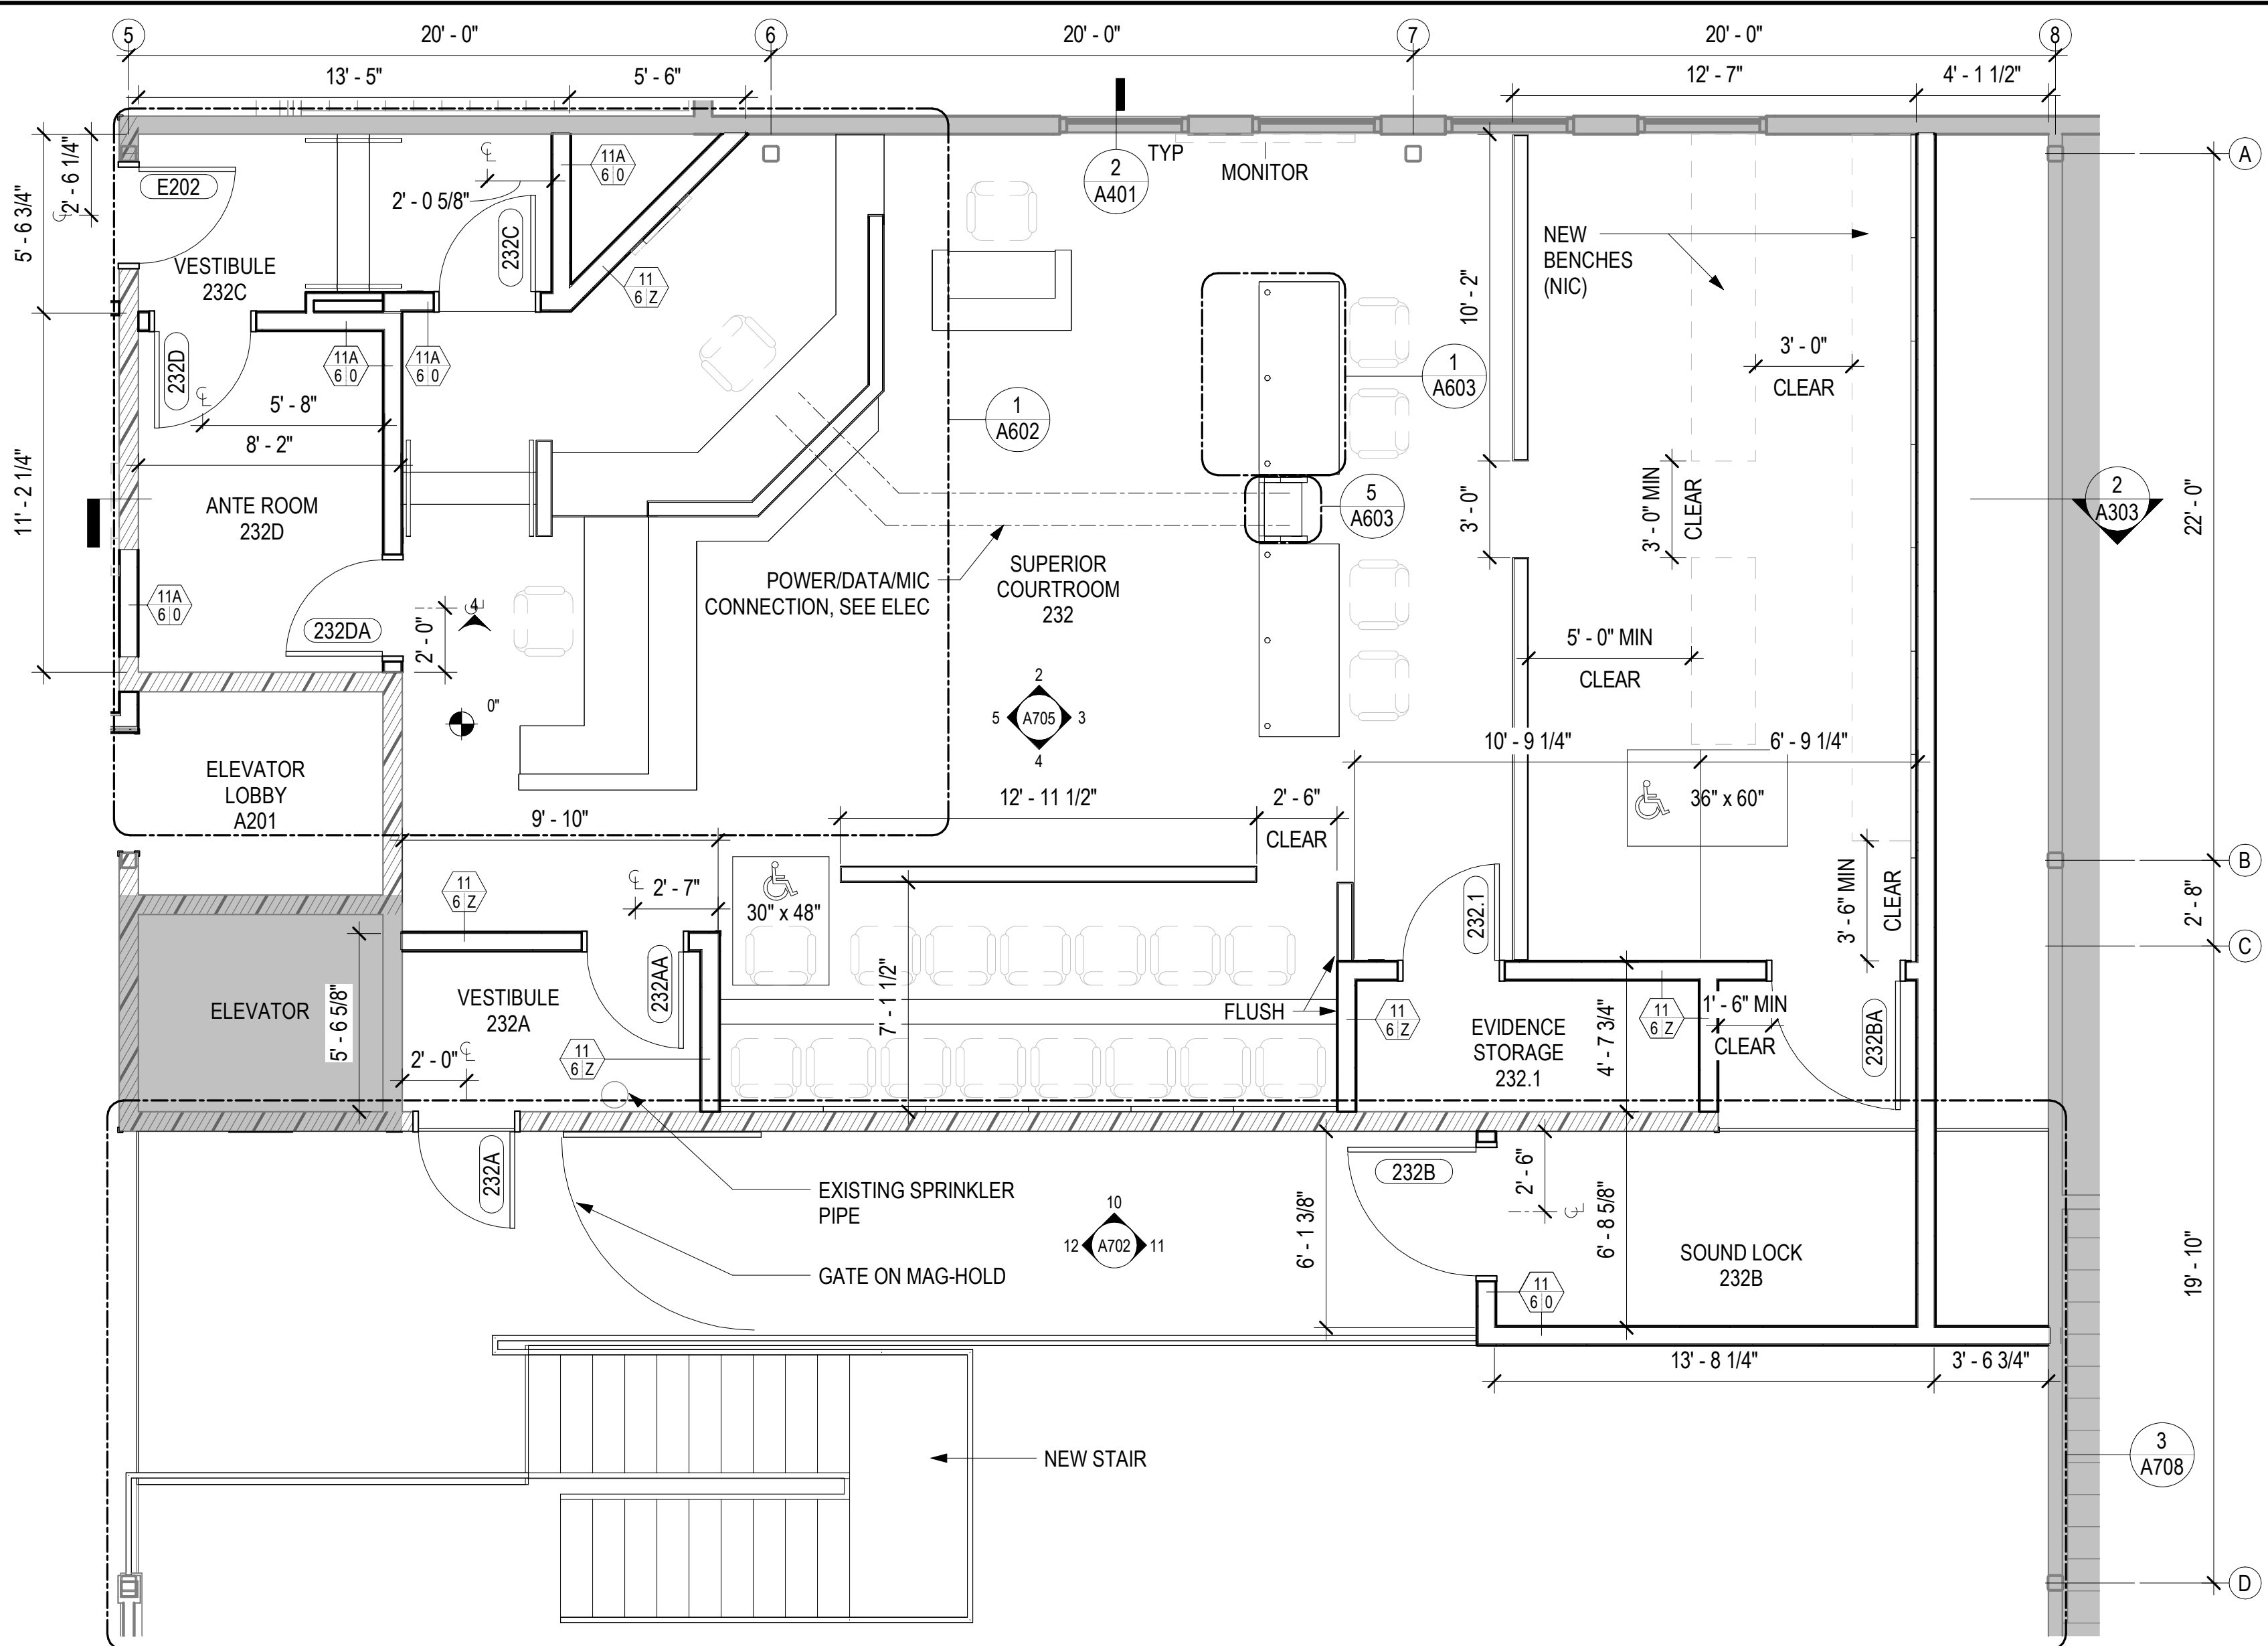 5
20' - 0"
6
20' - 0"
7
20' - 0"
8
13' - 5"
5' - 6"
12' - 7"
4' - 1 1/2"
5' - 6 3/4"
2' - 6 1/4"
E202
2' - 0 5/8"
11A
6 0
232C
VESTIBULE
232C
11
6 Z
2
A401
TYP
MONITOR
NEW
BENCHES
(NIC)
A
10' - 2"
3' - 0"
CLEAR
232D
11A
6 0
11A
6 0
5' - 8"
8' - 2"
1
A602
1
A603
11' - 2 1/4"
ANTE ROOM
232D
5
A603
3' - 0"
3' - 0" MIN
CLEAR
2
A303
22' - 0"
11A
6 0
232DA
2' - 0"
4
POWER/DATA/MIC
CONNECTION, SEE ELEC
SUPERIOR
COURTROOM
232
5' - 0" MIN
CLEAR
0"
2
5
A705
3
4
ELEVATOR
LOBBY
A201
10' - 9 1/4"
6' - 9 1/4"
36" x 60"
9' - 10"
12' - 11 1/2"
2' - 6"
CLEAR
B
11
6 Z
2' - 7"
30" x 48"
232.1
3' - 6" MIN
CLEAR
2' - 8"
C
ELEVATOR
5' - 6 5/8"
VESTIBULE
232A
232AA
7' - 1 1/2"
FLUSH
11
6 Z
EVIDENCE
STORAGE
232.1
4' - 7 3/4"
11
6 Z
1' - 6" MIN
CLEAR
232BA
2' - 0"
11
6 Z
232A
EXISTING SPRINKLER
PIPE
GATE ON MAG-HOLD
10
12
A702
11
6' - 1 3/8"
232B
2' - 6"
6' - 8 5/8"
SOUND LOCK
232B
11
6 0
19' - 10"
13' - 8 1/4"
3' - 6 3/4"
NEW STAIR
3
A708
D